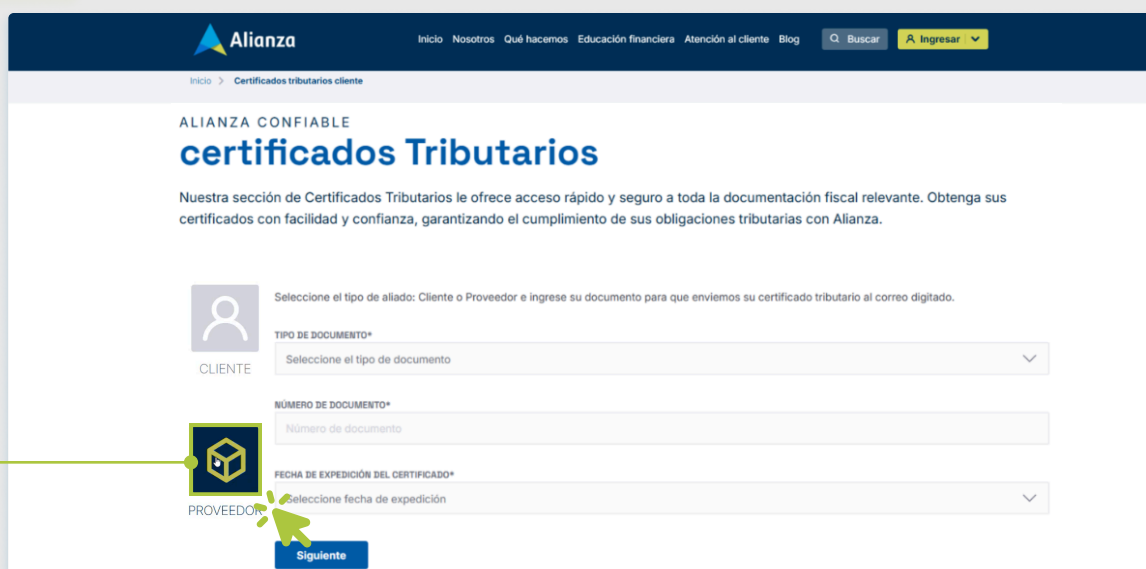 Alianza
Inicio Nosotros Qué hacemos Educación financiera Atención al cliente Blog Buscar Ingresar
Inicio > Certificados tributarios cliente
ALIANZA CONFIABLE
certificados Tributarios
Nuestra sección de Certificados Tributarios le ofrece acceso rápido y seguro a toda la documentación fiscal relevante. Obtenga sus
certificados con facilidad y confianza, garantizando el cumplimiento de sus obligaciones tributarias con Alianza.
Seleccione el tipo de aliado: Cliente o Proveedor e ingrese su documento para que enviemos su certificado tributario al correo digitado.
TIPO DE DOCUMENTO*
Seleccione el tipo de documento
CLIENTE
NÚMERO DE DOCUMENTO*
Número de documento
FECHA DE EXPEDICIÓN DEL CERTIFICADO*
Seleccione fecha de expedición
PROVEEDOR
Siguiente